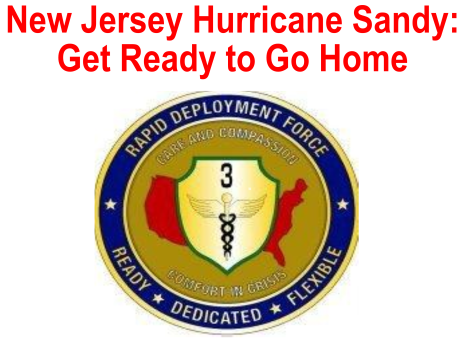 New Jersey Hurricane Sandy:
Get Ready to Go Home
RAPID DEPLOYMENT FORCE
CARE AND COMPASSION
3
COMFORT IN CRISIS
READY ★ DEDICATED ★ FLEXIBLE